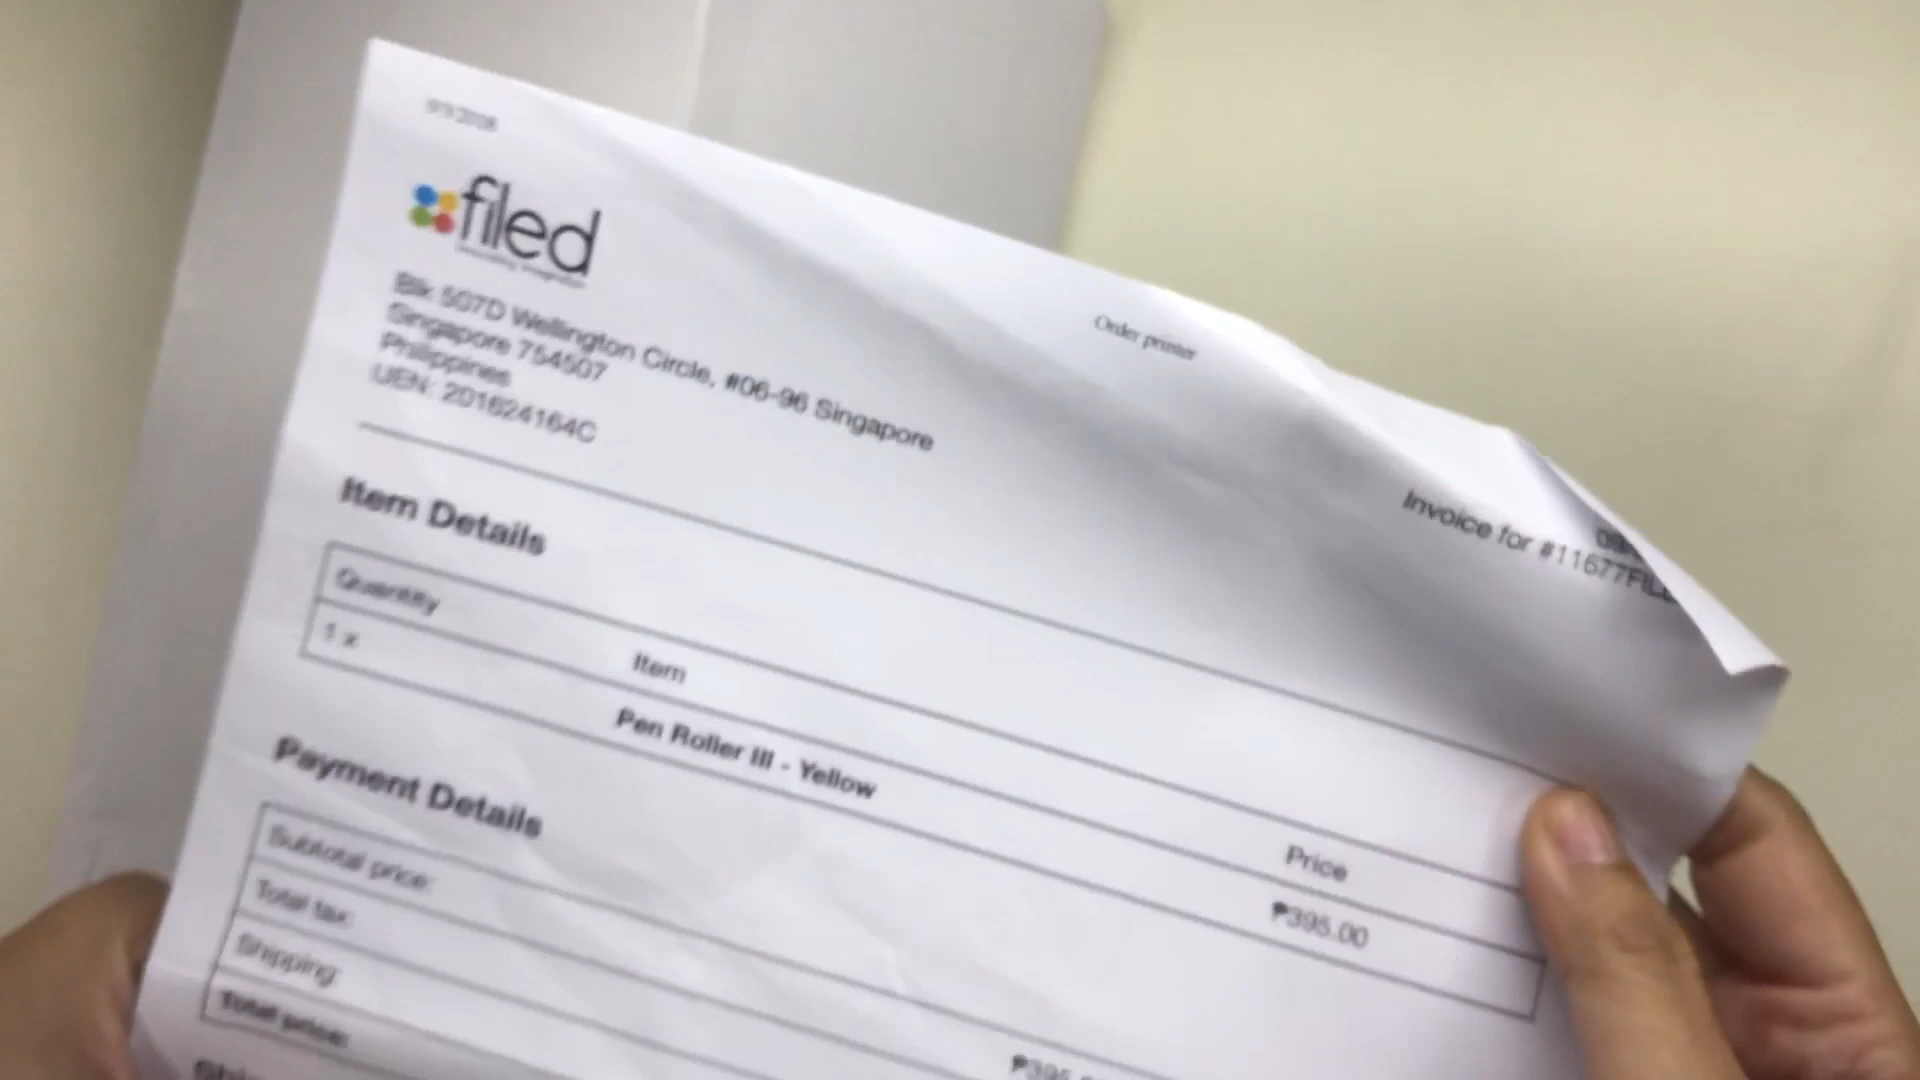 Order printer
filed
Blk 507D Wellington Circle, #06-96 Singapore
Singapore 754507
Philippines
UEN: 201624164C
Invoice for
Item Details
Quantity Item Price
1 x Pen Roller III - Yellow ₱395.00
Payment Details
Subtotal price:
Total tax:
Shipping:
Total price: